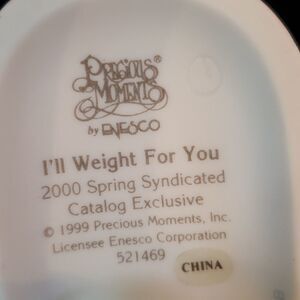 PRECIOUS®
MOMENTS
by ENESCO
I'll Weight For You
2000 Spring Syndicated
Catalog Exclusive
© 1999 Precious Moments, Inc.
Licensee Enesco Corporation
521469
CHINA